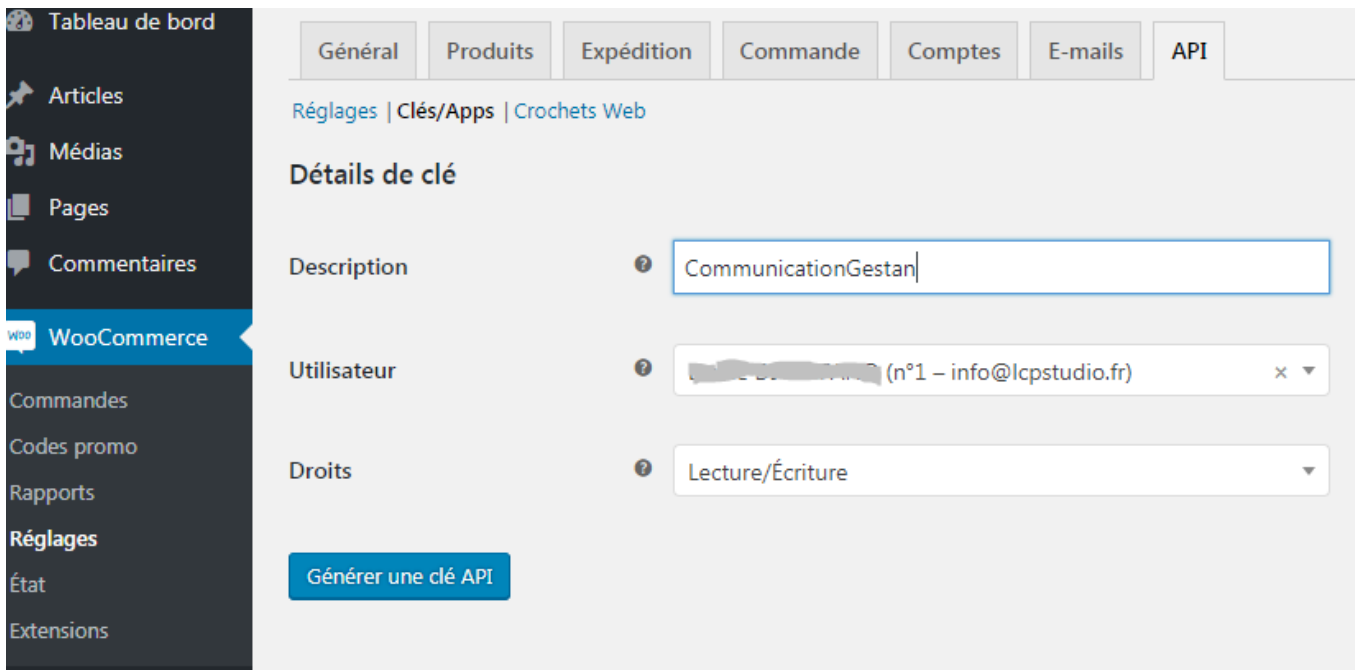 Tableau de bord
Articles
Médias
Pages
Commentaires
WOO WooCommerce
Commandes
Codes promo
Rapports
Réglages
État
Extensions
Général Produits Expédition Commande Comptes E-mails API
Réglages | Clés/Apps | Crochets Web
Détails de clé
Description ? CommunicationGestan
Utilisateur ? (n°1 – info@lcpstudio.fr) ×
Droits ? Lecture/Écriture
Générer une clé API